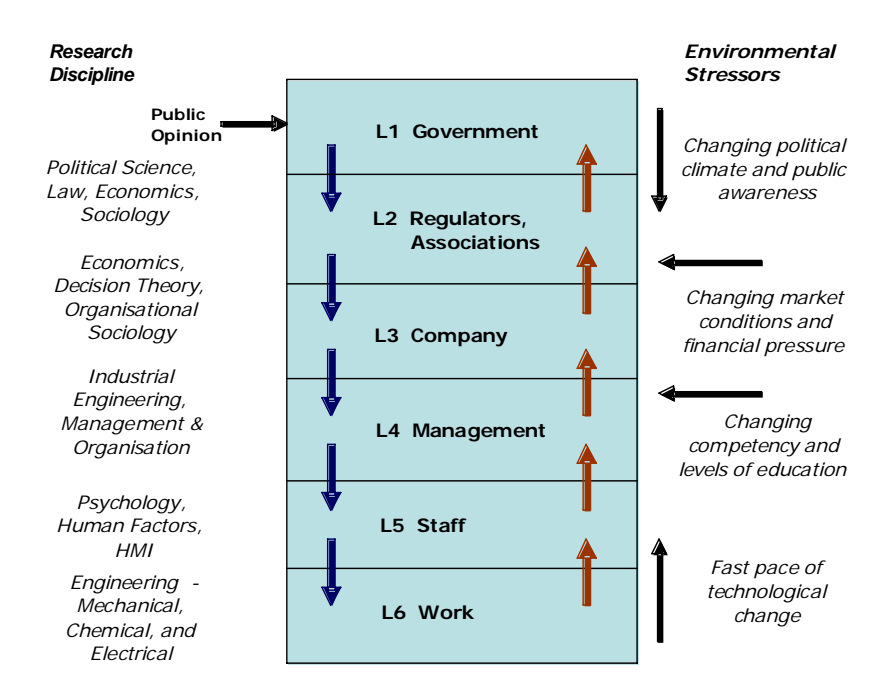 Research
Discipline
Public
Opinion
Political Science,
Law, Economics,
Sociology
Economics,
Decision Theory,
Organisational
Sociology
Industrial
Engineering,
Management &
Organisation
Psychology,
Human Factors,
HMI
Engineering -
Mechanical,
Chemical, and
Electrical
L1 Government
L2 Regulators,
Associations
L3 Company
L4 Management
L5 Staff
L6 Work
Environmental
Stressors
Changing political
climate and public
awareness
Changing market
conditions and
financial pressure
Changing
competency and
levels of education
Fast pace of
technological
change